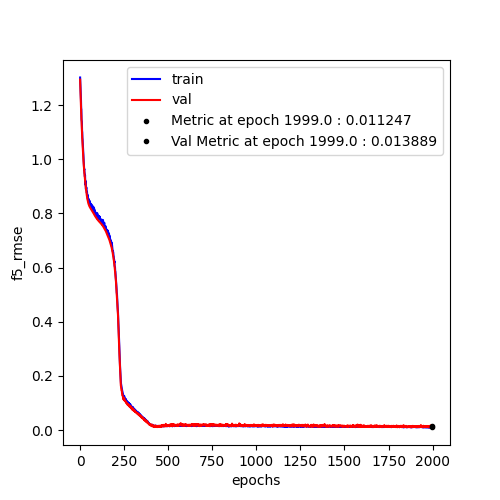 train
val
Metric at epoch 1999.0 : 0.011247
Val Metric at epoch 1999.0 : 0.013889
f5_rmse
1.2
1.0
0.8
0.6
0.4
0.2
0.0
0 250 500 750 1000 1250 1500 1750 2000
epochs